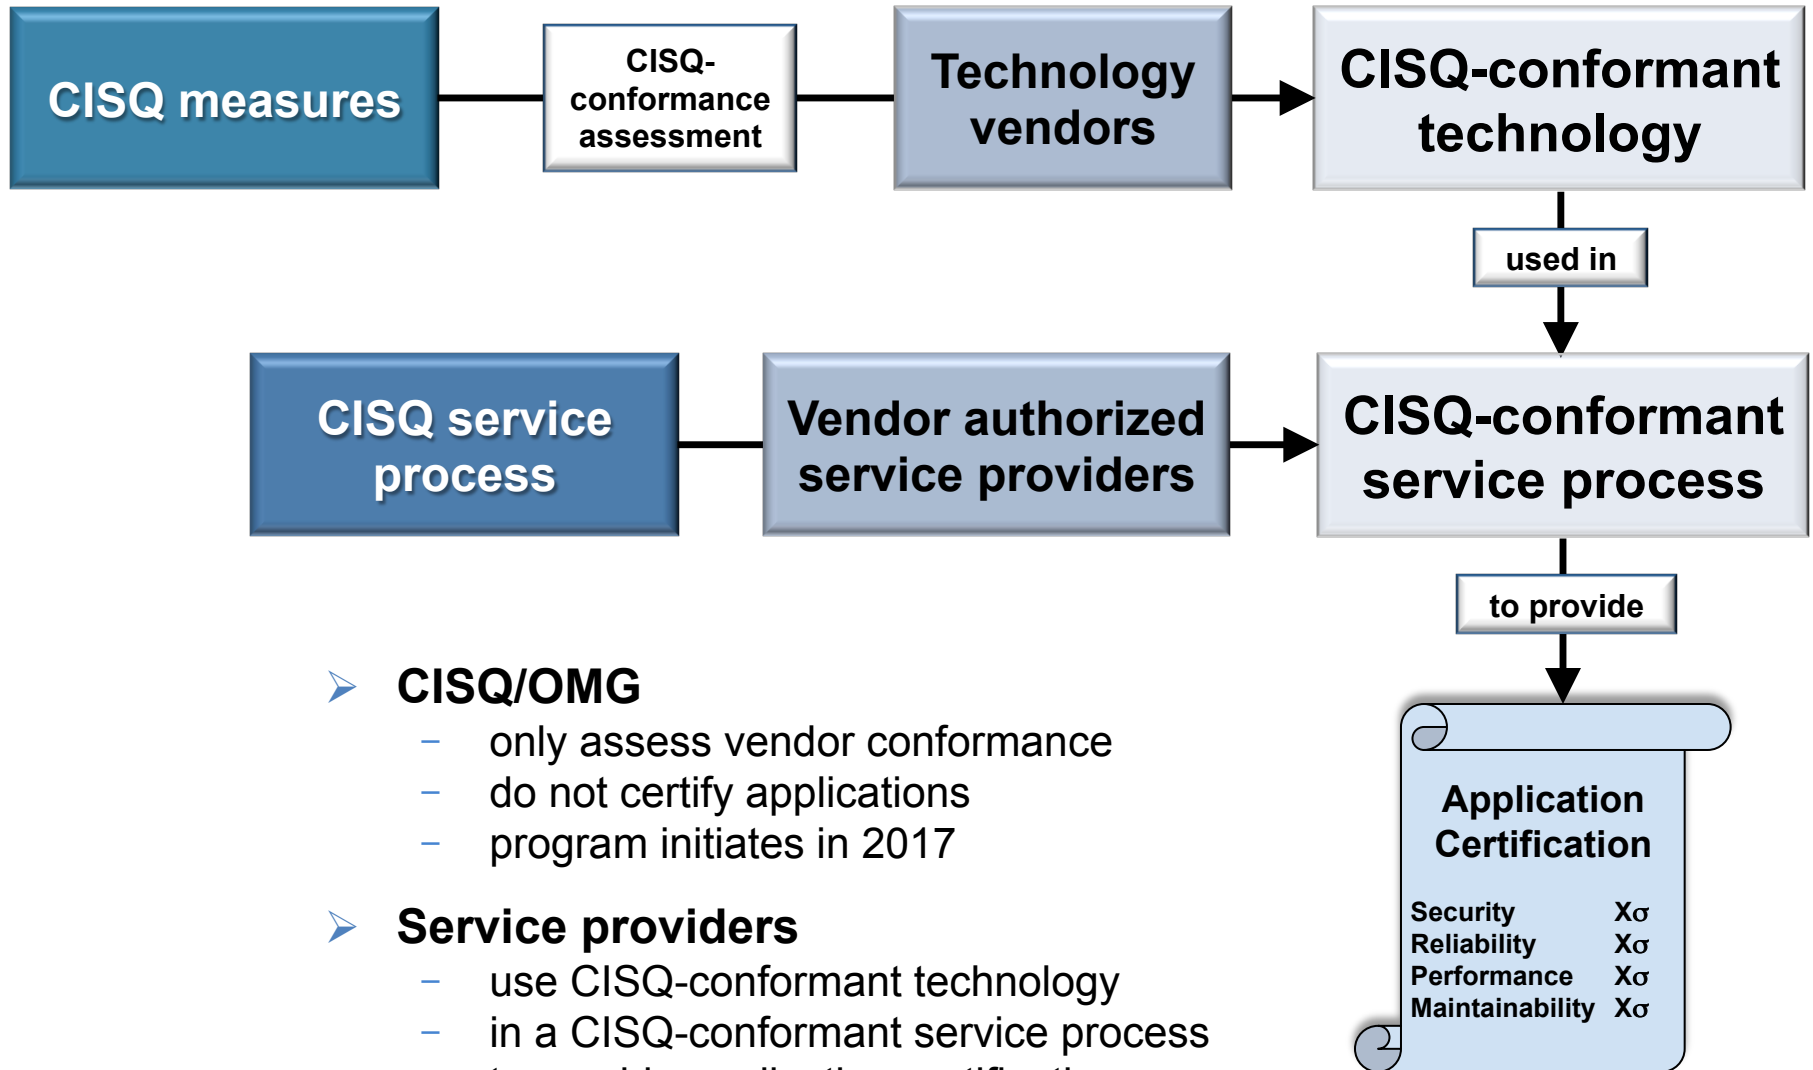 CISQ measures
CISQ-
conformance
assessment
Technology
vendors
CISQ-conformant
technology
used in
CISQ service
process
Vendor authorized
service providers
CISQ-conformant
service process
to provide
CISQ/OMG
– only assess vendor conformance
– do not certify applications
– program initiates in 2017
Service providers
– use CISQ-conformant technology
– in a CISQ-conformant service process
Application
Certification
Security Xσ
Reliability Xσ
Performance Xσ
Maintainability Xσ